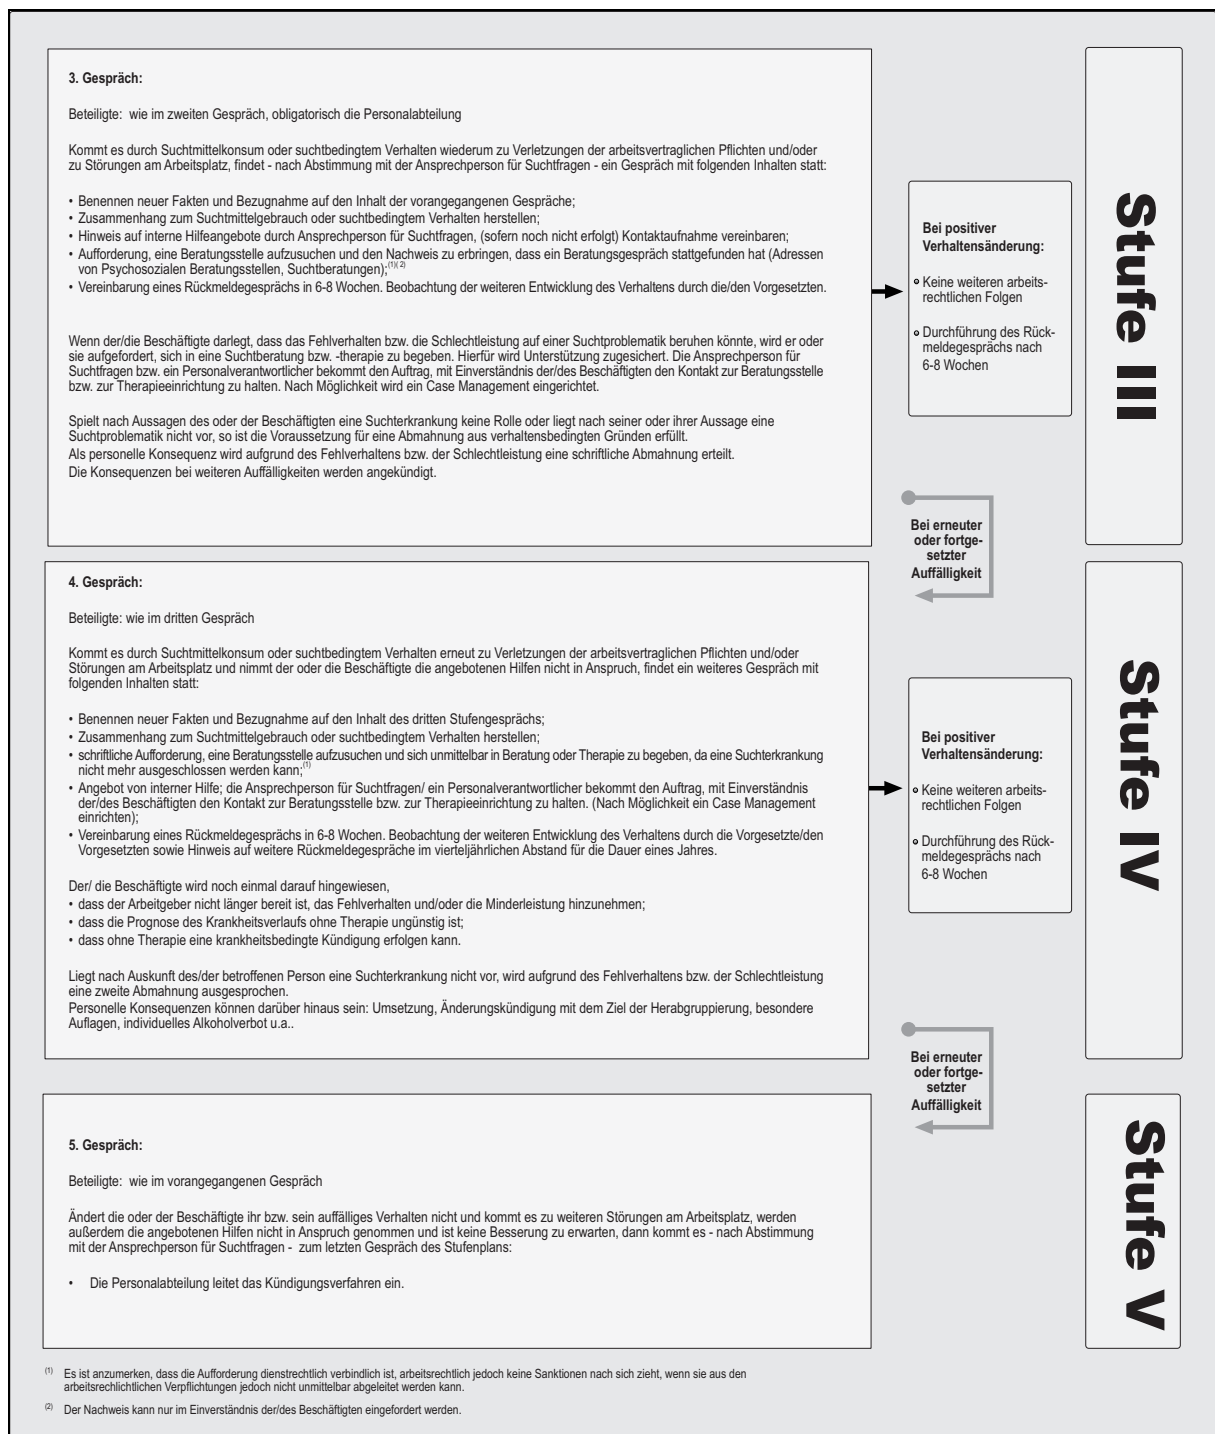 3. Gespräch:
Beteiligte:  wie im zweiten Gespräch, obligatorisch die Personalabteilung
Kommt es durch Suchtmittelkonsum oder suchtbedingtem Verhalten wiederum zu Verletzungen der arbeitsvertraglichen Pflichten und/oder
zu Störungen am Arbeitsplatz, findet - nach Abstimmung mit der Ansprechperson für Suchtfragen - ein Gespräch mit folgenden Inhalten statt:
• Benennen neuer Fakten und Bezugnahme auf den Inhalt der vorangegangenen Gespräche;
• Zusammenhang zum Suchtmittelgebrauch oder suchtbedingtem Verhalten herstellen;
• Hinweis auf interne Hilfeangebote durch Ansprechperson für Suchtfragen, (sofern noch nicht erfolgt) Kontaktaufnahme vereinbaren;
• Aufforderung, eine Beratungsstelle aufzusuchen und den Nachweis zu erbringen, dass ein Beratungsgespräch stattgefunden hat (Adressen
von Psychosozialen Beratungsstellen, Suchtberatungen);(1)( 2)
• Vereinbarung eines Rückmeldegesprächs in 6-8 Wochen. Beobachtung der weiteren Entwicklung des Verhaltens durch die/den Vorgesetzten.
Wenn der/die Beschäftigte darlegt, dass das Fehlverhalten bzw. die Schlechtleistung auf einer Suchtproblematik beruhen könnte, wird er oder
sie aufgefordert, sich in eine Suchtberatung bzw. -therapie zu begeben. Hierfür wird Unterstützung zugesichert. Die Ansprechperson für
Suchtfragen bzw. ein Personalverantwortlicher bekommt den Auftrag, mit Einverständnis der/des Beschäftigten den Kontakt zur Beratungsstelle
bzw. zur Therapieeinrichtung zu halten. Nach Möglichkeit wird ein Case Management eingerichtet.
Spielt nach Aussagen des oder der Beschäftigten eine Suchterkrankung keine Rolle oder liegt nach seiner oder ihrer Aussage eine
Suchtproblematik nicht vor, so ist die Voraussetzung für eine Abmahnung aus verhaltensbedingten Gründen erfüllt.
Als personelle Konsequenz wird aufgrund des Fehlverhaltens bzw. der Schlechtleistung eine schriftliche Abmahnung erteilt.
Die Konsequenzen bei weiteren Auffälligkeiten werden angekündigt.
Bei positiver
Verhaltensänderung:
Keine weiteren arbeits-
rechtlichen Folgen
Durchführung des Rück-
meldegesprächs nach
6-8 Wochen
Stufe III
Bei erneuter
oder fortge-
setzter
Auffälligkeit
4. Gespräch:
Beteiligte: wie im dritten Gespräch
Kommt es durch Suchtmittelkonsum oder suchtbedingtem Verhalten erneut zu Verletzungen der arbeitsvertraglichen Pflichten und/oder
Störungen am Arbeitsplatz und nimmt der oder die Beschäftigte die angebotenen Hilfen nicht in Anspruch, findet ein weiteres Gespräch mit
folgenden Inhalten statt:
• Benennen neuer Fakten und Bezugnahme auf den Inhalt des dritten Stufengesprächs;
• Zusammenhang zum Suchtmittelgebrauch oder suchtbedingtem Verhalten herstellen;
• schriftliche Aufforderung, eine Beratungsstelle aufzusuchen und sich unmittelbar in Beratung oder Therapie zu begeben, da eine Suchterkrankung
nicht mehr ausgeschlossen werden kann;(1)
• Angebot von interner Hilfe; die Ansprechperson für Suchtfragen/ ein Personalverantwortlicher bekommt den Auftrag, mit Einverständnis
der/des Beschäftigten den Kontakt zur Beratungsstelle bzw. zur Therapieeinrichtung zu halten. (Nach Möglichkeit ein Case Management
einrichten);
• Vereinbarung eines Rückmeldegesprächs in 6-8 Wochen. Beobachtung der weiteren Entwicklung des Verhaltens durch die Vorgesetzte/den
Vorgesetzten sowie Hinweis auf weitere Rückmeldegespräche im vierteljährlichen Abstand für die Dauer eines Jahres.
Der/ die Beschäftigte wird noch einmal darauf hingewiesen,
• dass der Arbeitgeber nicht länger bereit ist, das Fehlverhalten und/oder die Minderleistung hinzunehmen;
• dass die Prognose des Krankheitsverlaufs ohne Therapie ungünstig ist;
• dass ohne Therapie eine krankheitsbedingte Kündigung erfolgen kann.
Liegt nach Auskunft des/der betroffenen Person eine Suchterkrankung nicht vor, wird aufgrund des Fehlverhaltens bzw. der Schlechtleistung
eine zweite Abmahnung ausgesprochen.
Personelle Konsequenzen können darüber hinaus sein: Umsetzung, Änderungskündigung mit dem Ziel der Herabgruppierung, besondere
Auflagen, individuelles Alkoholverbot u.a..
Bei positiver
Verhaltensänderung:
Keine weiteren arbeits-
rechtlichen Folgen
Durchführung des Rück-
meldegesprächs nach
6-8 Wochen
Stufe IV
Bei erneuter
oder fortge-
setzter
Auffälligkeit
5. Gespräch:
Beteiligte:  wie im vorangegangenen Gespräch
Ändert die oder der Beschäftigte ihr bzw. sein auffälliges Verhalten nicht und kommt es zu weiteren Störungen am Arbeitsplatz, werden
außerdem die angebotenen Hilfen nicht in Anspruch genommen und ist keine Besserung zu erwarten, dann kommt es - nach Abstimmung
mit der Ansprechperson für Suchtfragen -  zum letzten Gespräch des Stufenplans:
• Die Personalabteilung leitet das Kündigungsverfahren ein.
Stufe V
(1) Es ist anzumerken, dass die Aufforderung dienstrechtlich verbindlich ist, arbeitsrechtlich jedoch keine Sanktionen nach sich zieht, wenn sie aus den
arbeitsrechlichtlichen Verpflichtungen jedoch nicht unmittelbar abgeleitet werden kann.
(2) Der Nachweis kann nur im Einverständnis der/des Beschäftigten eingefordert werden.